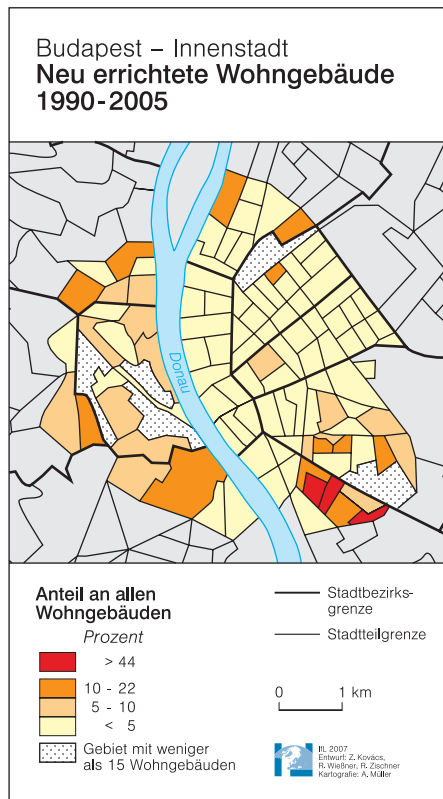 Budapest – Innenstadt
Neu errichtete Wohngebäude
1990-2005
Donau
Anteil an allen
Wohngebäuden
Prozent
> 44
10 - 22
5 - 10
< 5
Gebiet mit weniger
als 15 Wohngebäuden
Stadtbezirks-
grenze
Stadtteilgrenze
0 1 km
IfL 2007
Entwurf: Z. Kovács,
R. Wießner, R. Zischner
Kartografie: A. Müller